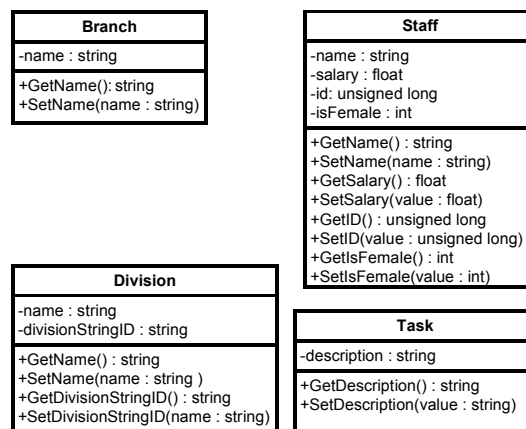 Branch
-name : string
+GetName(): string
+SetName(name : string)
Staff
-name : string
-salary : float
-id: unsigned long
-isFemale : int
+GetName() : string
+SetName(name : string)
+GetSalary() : float
+SetSalary(value : float)
+GetID() : unsigned long
+SetID(value : unsigned long)
+GetIsFemale() : int
+SetIsFemale(value : int)
Division
-name : string
-divisionStringID : string
+GetName() : string
+SetName(name : string )
+GetDivisionStringID() : string
+SetDivisionStringID(name : string)
Task
-description : string
+GetDescription() : string
+SetDescription(value : string)